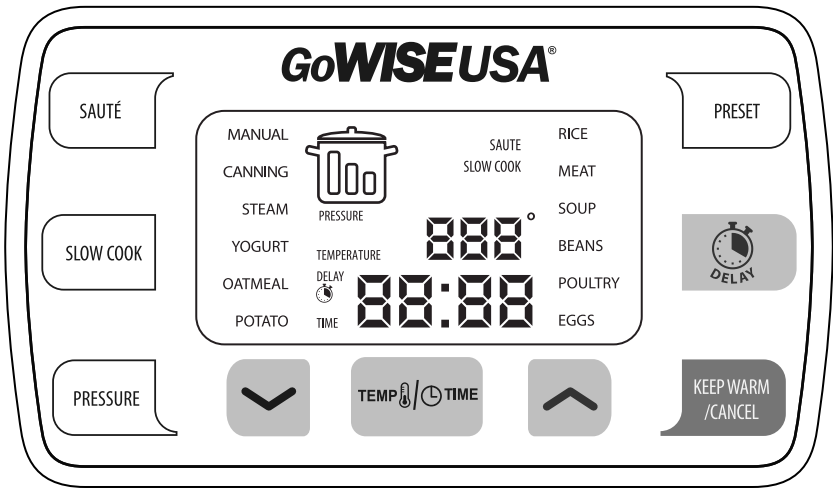 GoWISEUSA®
SAUTÉ
PRESET
MANUAL
CANNING
STEAM
YOGURT
OATMEAL
POTATO
PRESSURE
SAUTE
SLOW COOK
888°
TEMPERATURE
DELAY
88:88
TIME
RICE
MEAT
SOUP
BEANS
POULTRY
EGGS
SLOW COOK
DELAY
PRESSURE
TEMP/TIME
KEEP WARM
/CANCEL